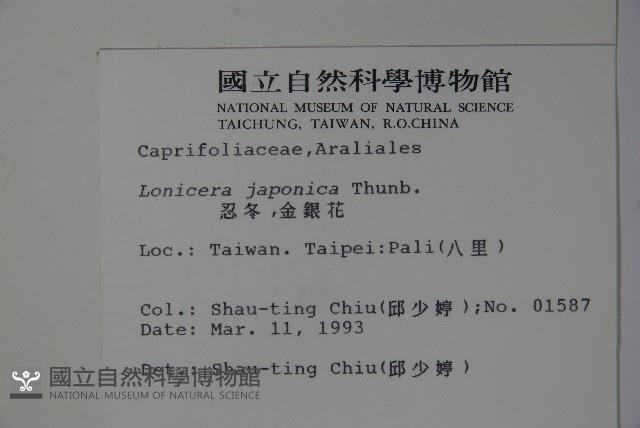 國立自然科學博物館
NATIONAL MUSEUM OF NATURAL SCIENCE
TAICHUNG, TAIWAN, R.O.CHINA
Caprifoliaceae,Araliales
Lonicera japonica Thunb.
忍冬,金銀花
Loc.: Taiwan. Taipei:Pali(八里)
Col.: Shau-ting Chiu(邱少婷);No. 01587
Date: Mar. 11, 1993
Det.: Shau-ting Chiu(邱少婷)
國立自然科學博物館
NATIONAL MUSEUM OF NATURAL SCIENCE